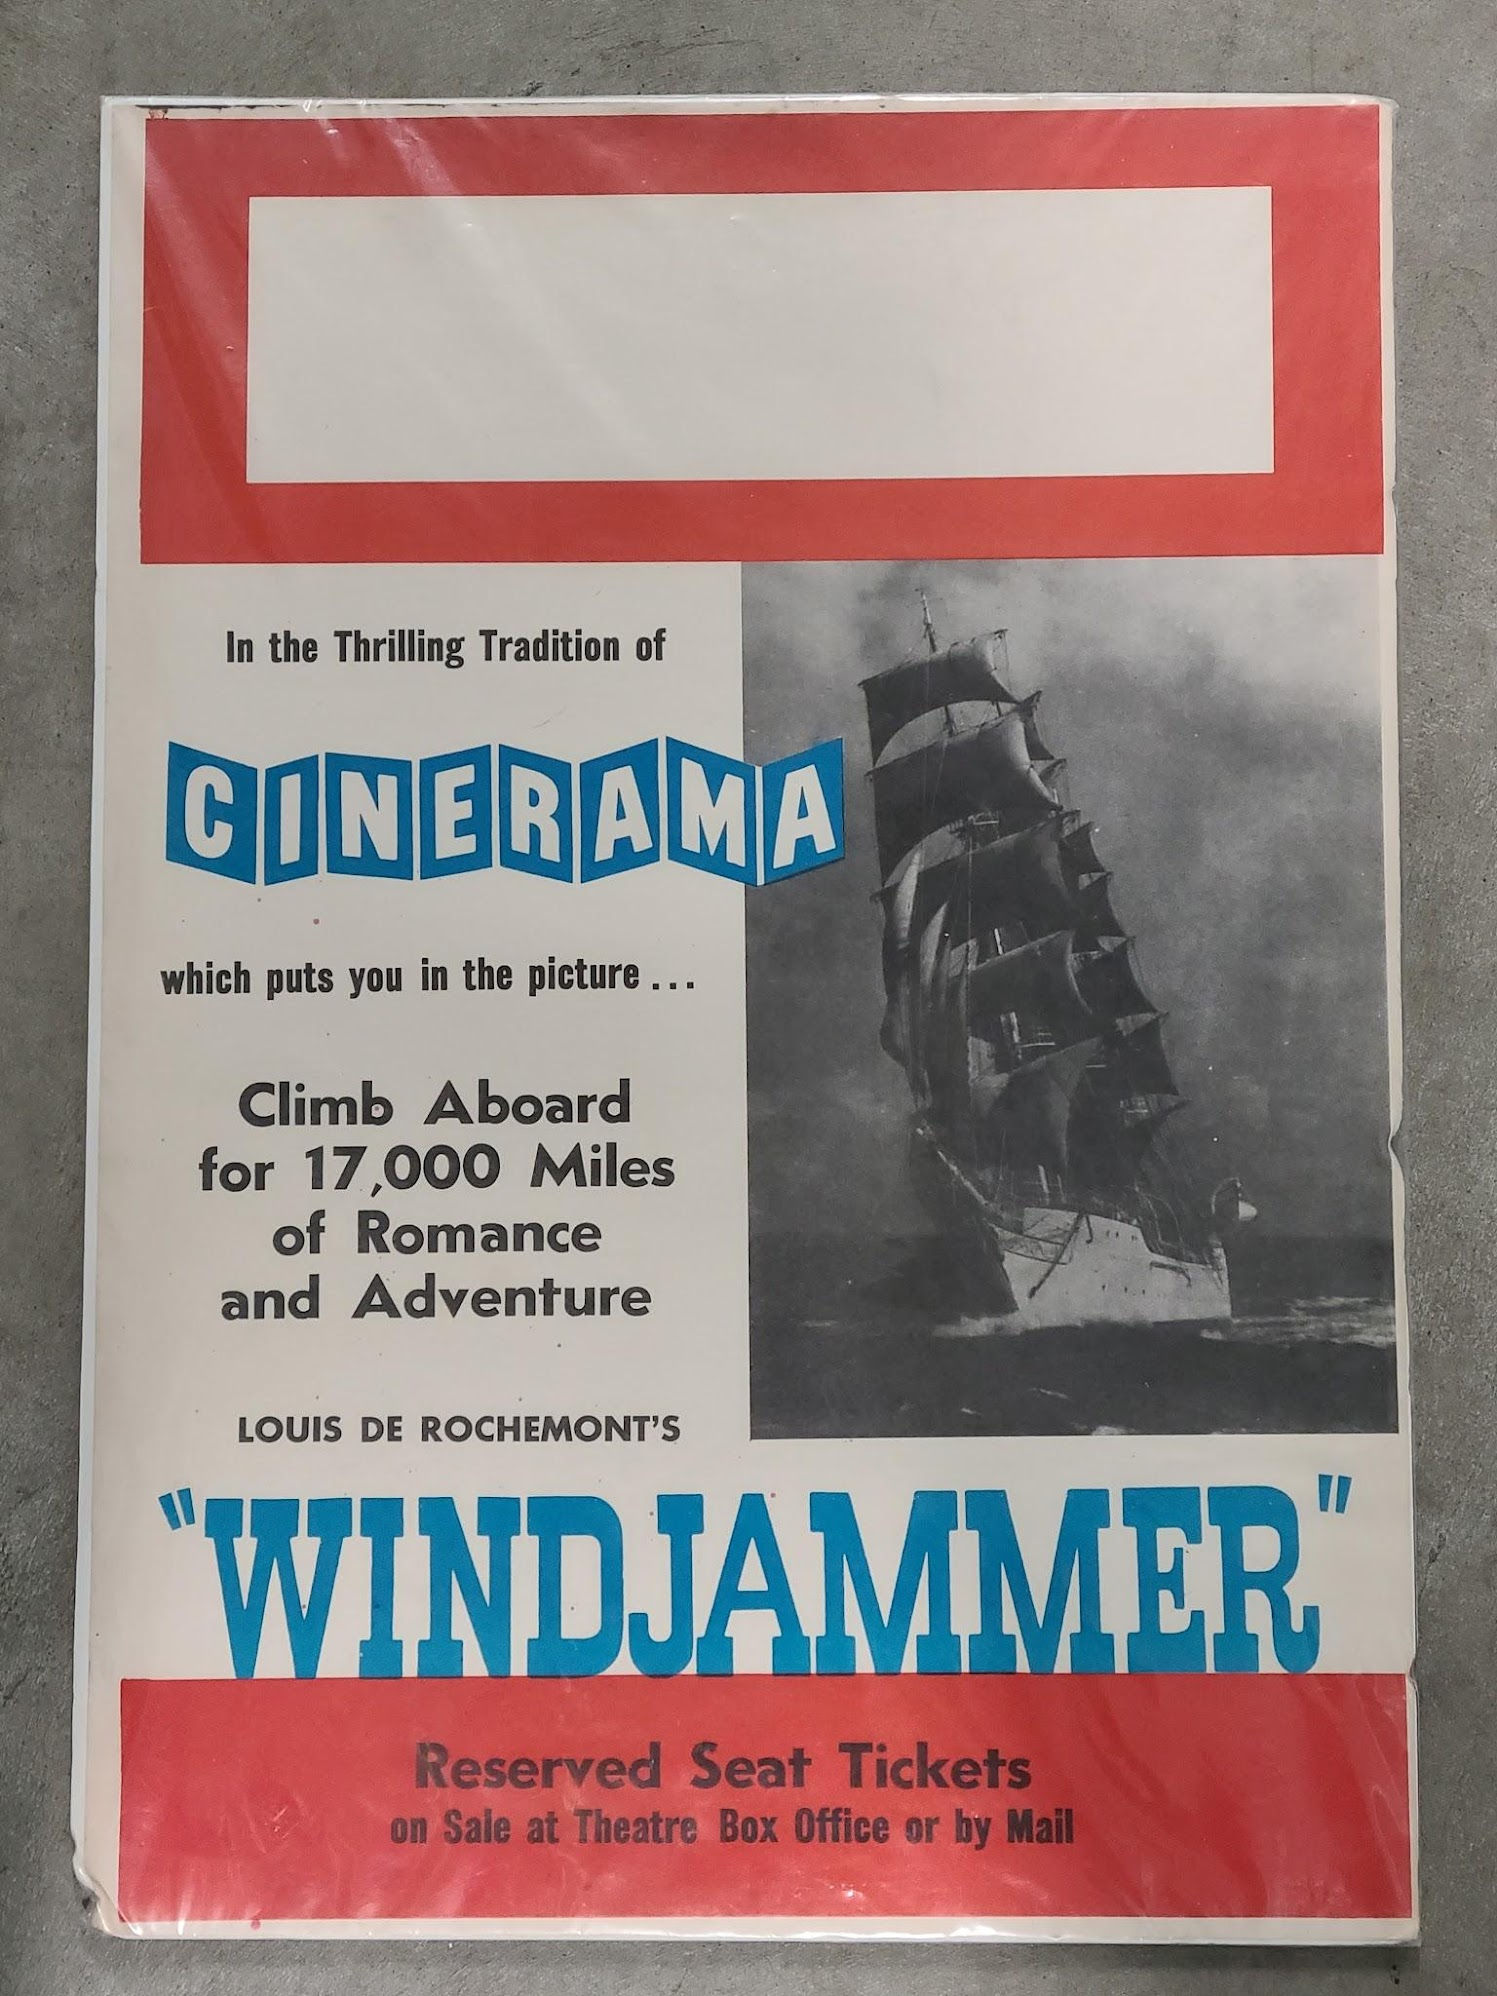 In the Thrilling Tradition of
CINERAMA
which puts you in the picture...
Climb Aboard
for 17,000 Miles
of Romance
and Adventure
LOUIS DE ROCHEMONT'S
"WINDJAMMER"
Reserved Seat Tickets
on Sale at Theatre Box Office or by Mail